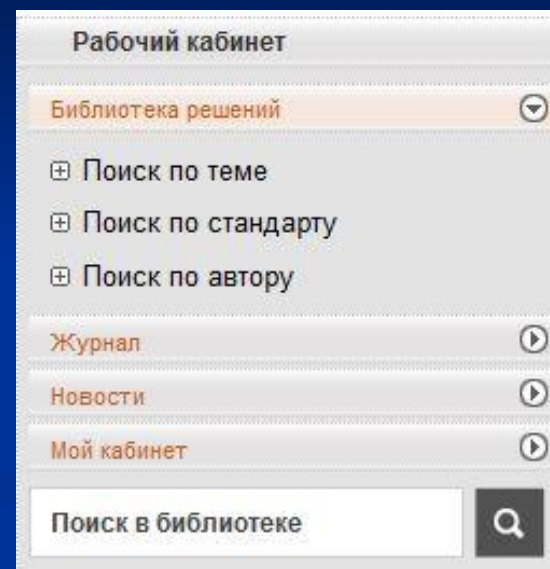 Рабочий кабинет
Библиотека решений
Поиск по теме
Поиск по стандарту
Поиск по автору
Журнал
Новости
Мой кабинет
Поиск в библиотеке